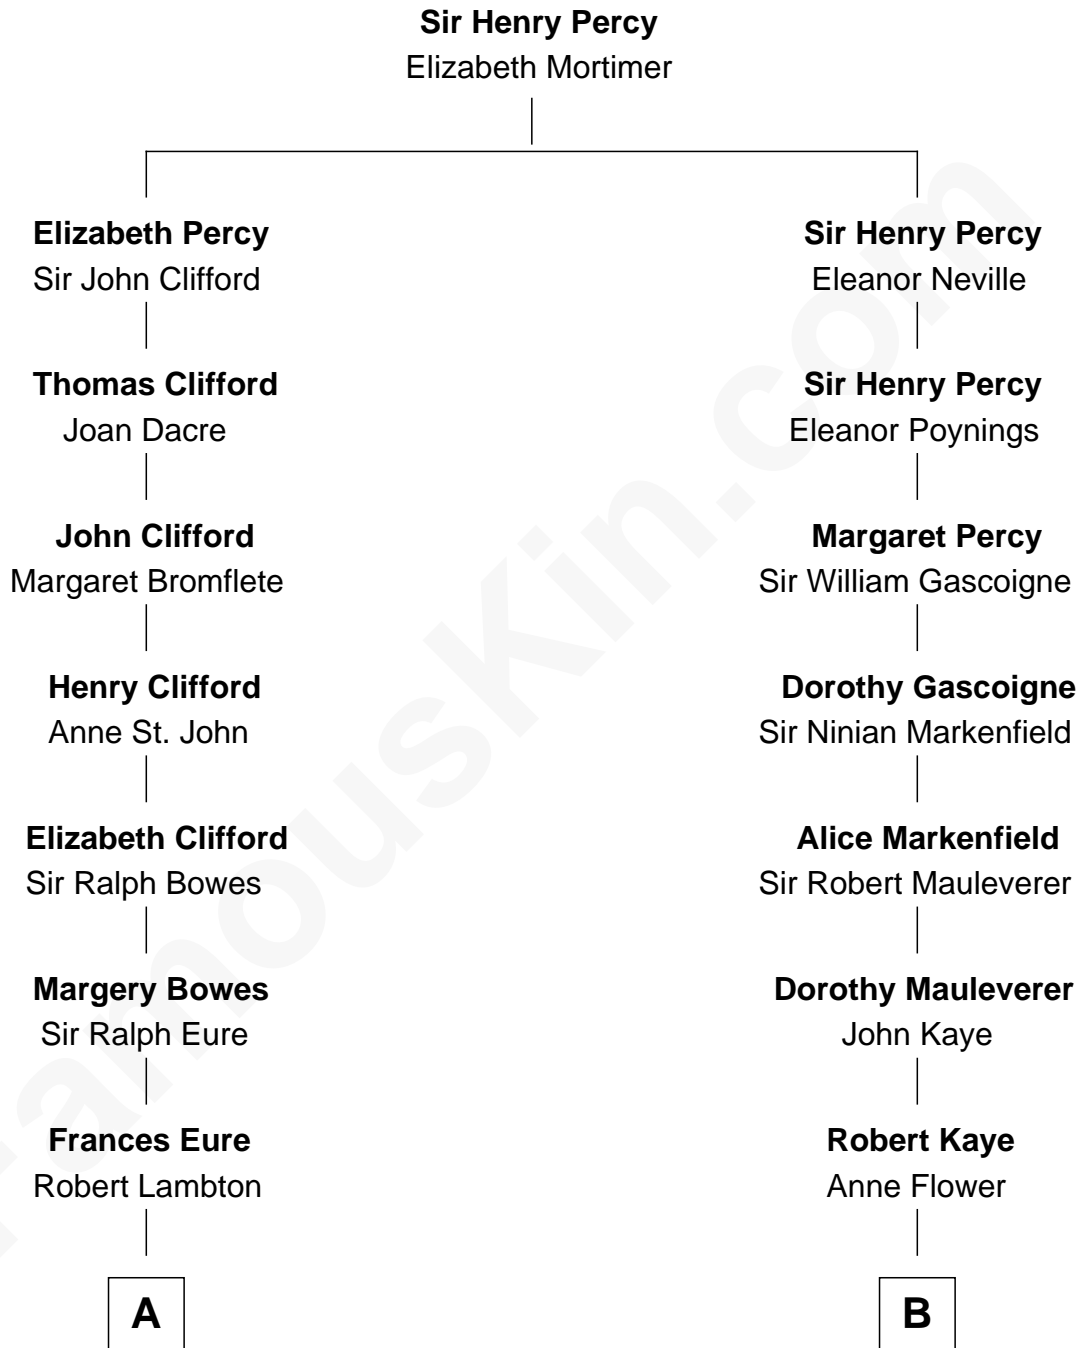 Sir Henry Percy
Elizabeth Mortimer
Elizabeth Percy
Sir John Clifford
Sir Henry Percy
Eleanor Neville
Thomas Clifford
Joan Dacre
Sir Henry Percy
Eleanor Poynings
John Clifford
Margaret Bromflete
Margaret Percy
Sir William Gascoigne
Henry Clifford
Anne St. John
Dorothy Gascoigne
Sir Ninian Markenfield
Elizabeth Clifford
Sir Ralph Bowes
Alice Markenfield
Sir Robert Mauleverer
Margery Bowes
Sir Ralph Eure
Dorothy Mauleverer
John Kaye
Frances Eure
Robert Lambton
Robert Kaye
Anne Flower
A
B
FamousKin.com